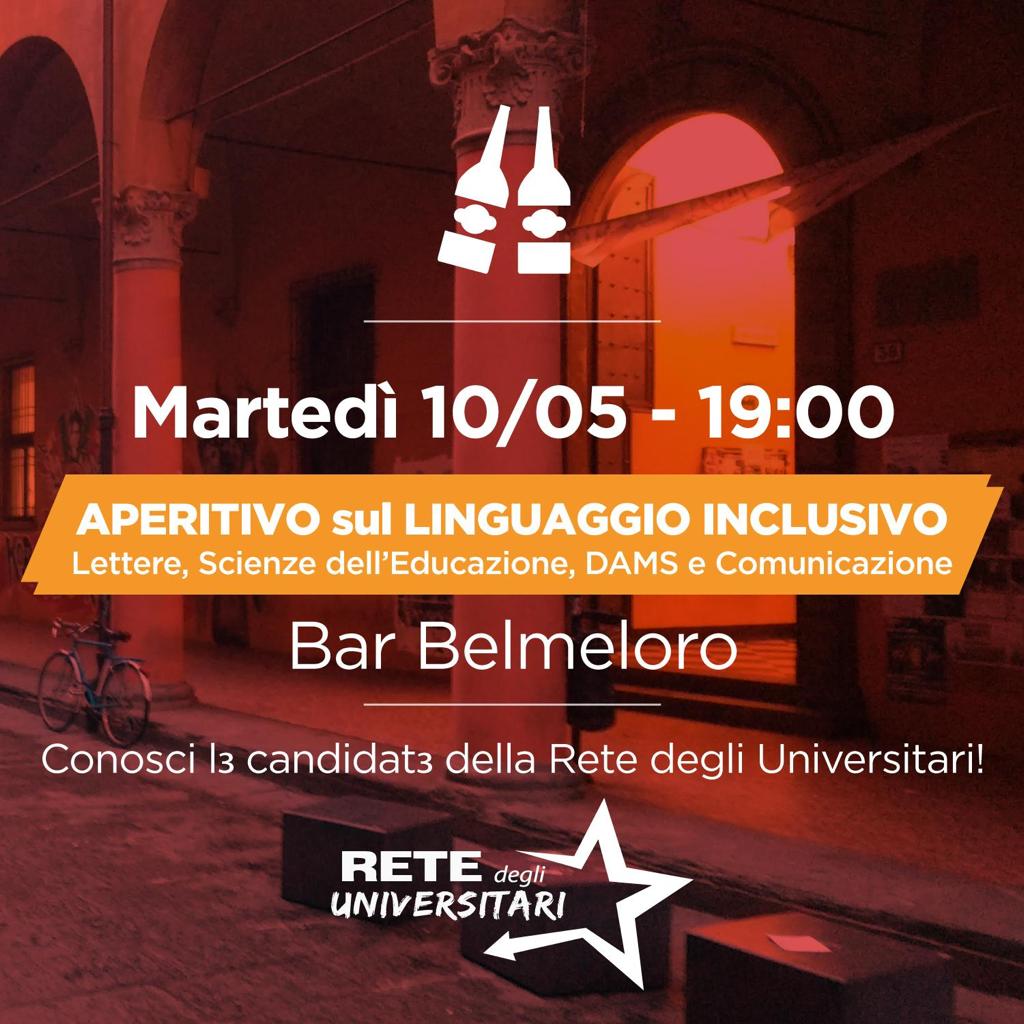 Martedì 10/05 - 19:00
APERITIVO sul LINGUAGGIO INCLUSIVO
Lettere, Scienze dell'Educazione, DAMS e Comunicazione
Bar Belmeloro
Conosci lɜ candidatɜ della Rete degli Universitari!
RETE degli
UNIVERSITARI